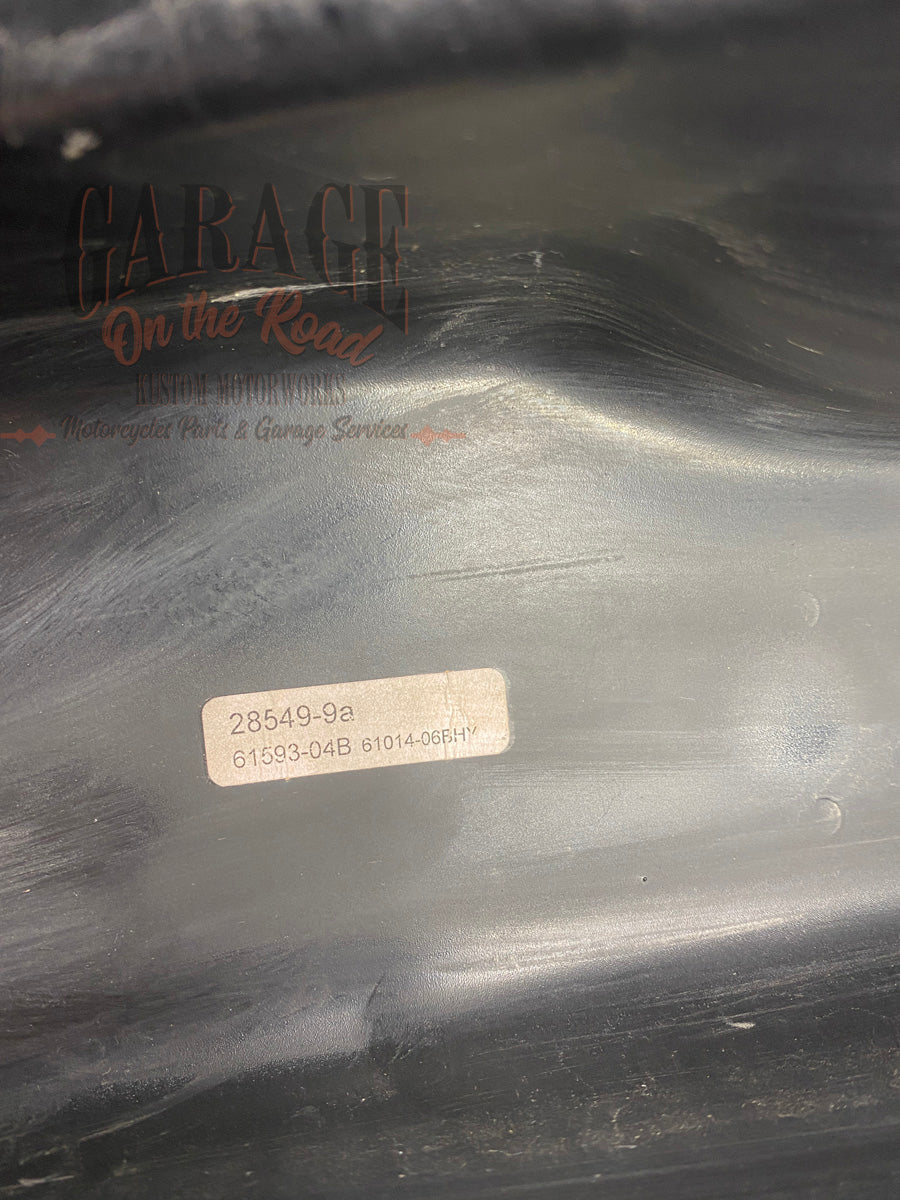 GARAGE
On the Road
KUSTOM MOTORWORKS
Motorcycles Parts & Garage Services
28549-9a
61593-04B 61014-06BHY